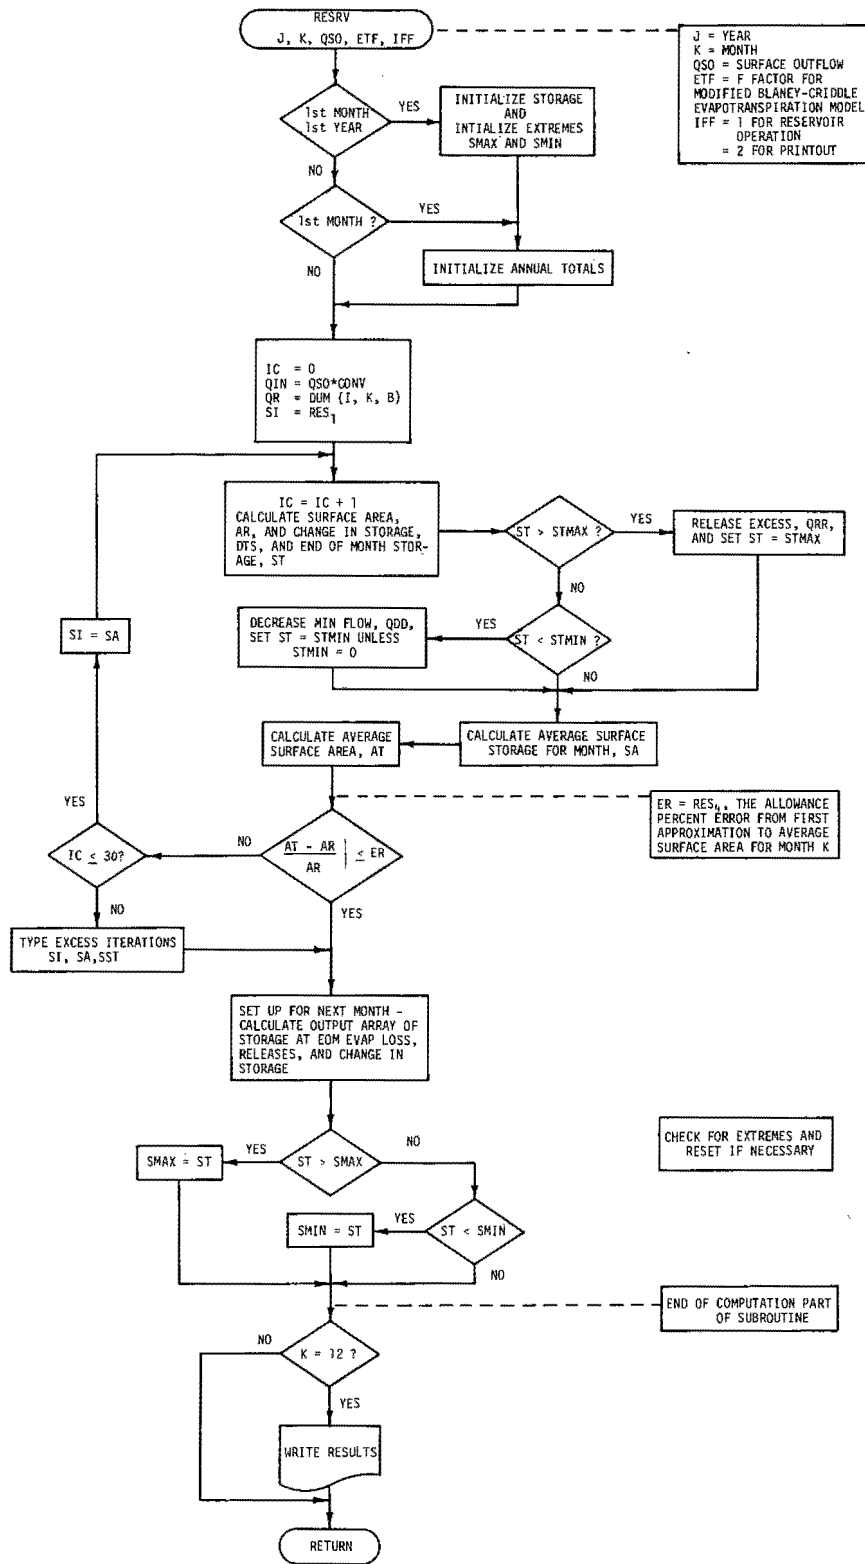 RESRV
J, K, QSO, ETF, IFF
J = YEAR
K = MONTH
QSO = SURFACE OUTFLOW
ETF = F FACTOR FOR
MODIFIED BLANEY-CRIDDLE
EVAPOTRANSPIRATION MODEL
IFF = 1 FOR RESERVOIR
OPERATION
= 2 FOR PRINTOUT
1st MONTH
1st YEAR
YES
NO
INITIALIZE STORAGE
AND
INTIALIZE EXTREMES
SMAX AND SMIN
1st MONTH ?
YES
NO
INITIALIZE ANNUAL TOTALS
IC = 0
QIN = QSO*CONV
QR = DUM (I, K, B)
SI = RES1
IC = IC + 1
CALCULATE SURFACE AREA,
AR, AND CHANGE IN STORAGE,
DTS, AND END OF MONTH STOR-
AGE, ST
ST > STMAX ?
YES
NO
RELEASE EXCESS, QRR,
AND SET ST = STMAX
ST < STMIN ?
YES
NO
DECREASE MIN FLOW, QDD,
SET ST = STMIN UNLESS
STMIN = 0
SI = SA
CALCULATE AVERAGE SURFACE
STORAGE FOR MONTH, SA
CALCULATE AVERAGE
SURFACE AREA, AT
ER = RES4, THE ALLOWANCE
PERCENT ERROR FROM FIRST
APPROXIMATION TO AVERAGE
SURFACE AREA FOR MONTH K
AT - AR
AR
| ≤ ER
NO
YES
IC ≤ 30?
YES
NO
TYPE EXCESS ITERATIONS
SI, SA,SST
SET UP FOR NEXT MONTH -
CALCULATE OUTPUT ARRAY OF
STORAGE AT EOM EVAP LOSS,
RELEASES, AND CHANGE IN
STORAGE
ST > SMAX
YES
NO
SMAX = ST
CHECK FOR EXTREMES AND
RESET IF NECESSARY
ST < SMIN
YES
NO
SMIN = ST
END OF COMPUTATION PART
OF SUBROUTINE
K = 12 ?
NO
YES
WRITE RESULTS
RETURN